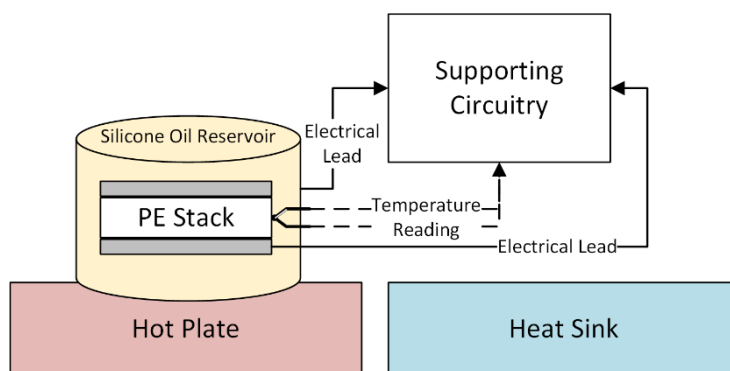 Supporting
Circuitry
Silicone Oil Reservoir
Electrical
Lead
PE Stack
Temperature
Reading
Electrical Lead
Hot Plate
Heat Sink